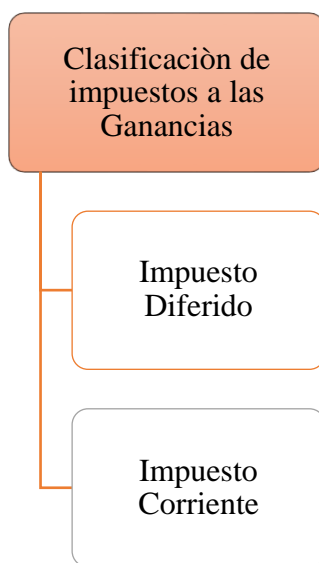 Clasificaciòn de
impuestos a las
Ganancias
Impuesto
Diferido
Impuesto
Corriente